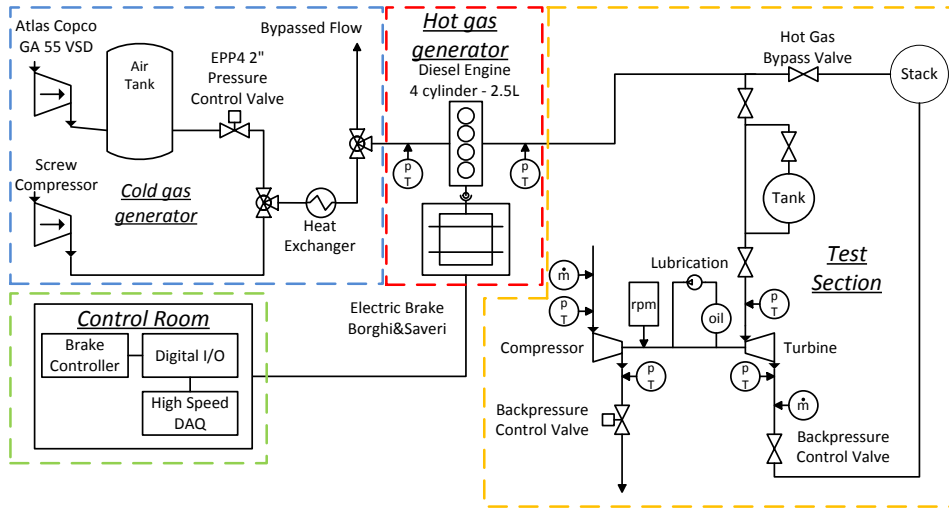 Atlas Copco
GA 55 VSD
Air
Tank
EPP4 2"
Pressure
Control Valve
Bypassed Flow
Screw
Compressor
Cold gas
generator
Heat
Exchanger
Hot gas
generator
Diesel Engine
4 cylinder - 2.5L
p
T
p
T
Electric Brake
Borghi&Saveri
Control Room
Brake
Controller
Digital I/O
High Speed
DAQ
Hot Gas
Bypass Valve
Stack
Tank
Test
Section
Lubrication
ṁ
p
T
rpm
oil
p
T
Compressor
Turbine
p
T
p
T
ṁ
Backpressure
Control Valve
Backpressure
Control Valve